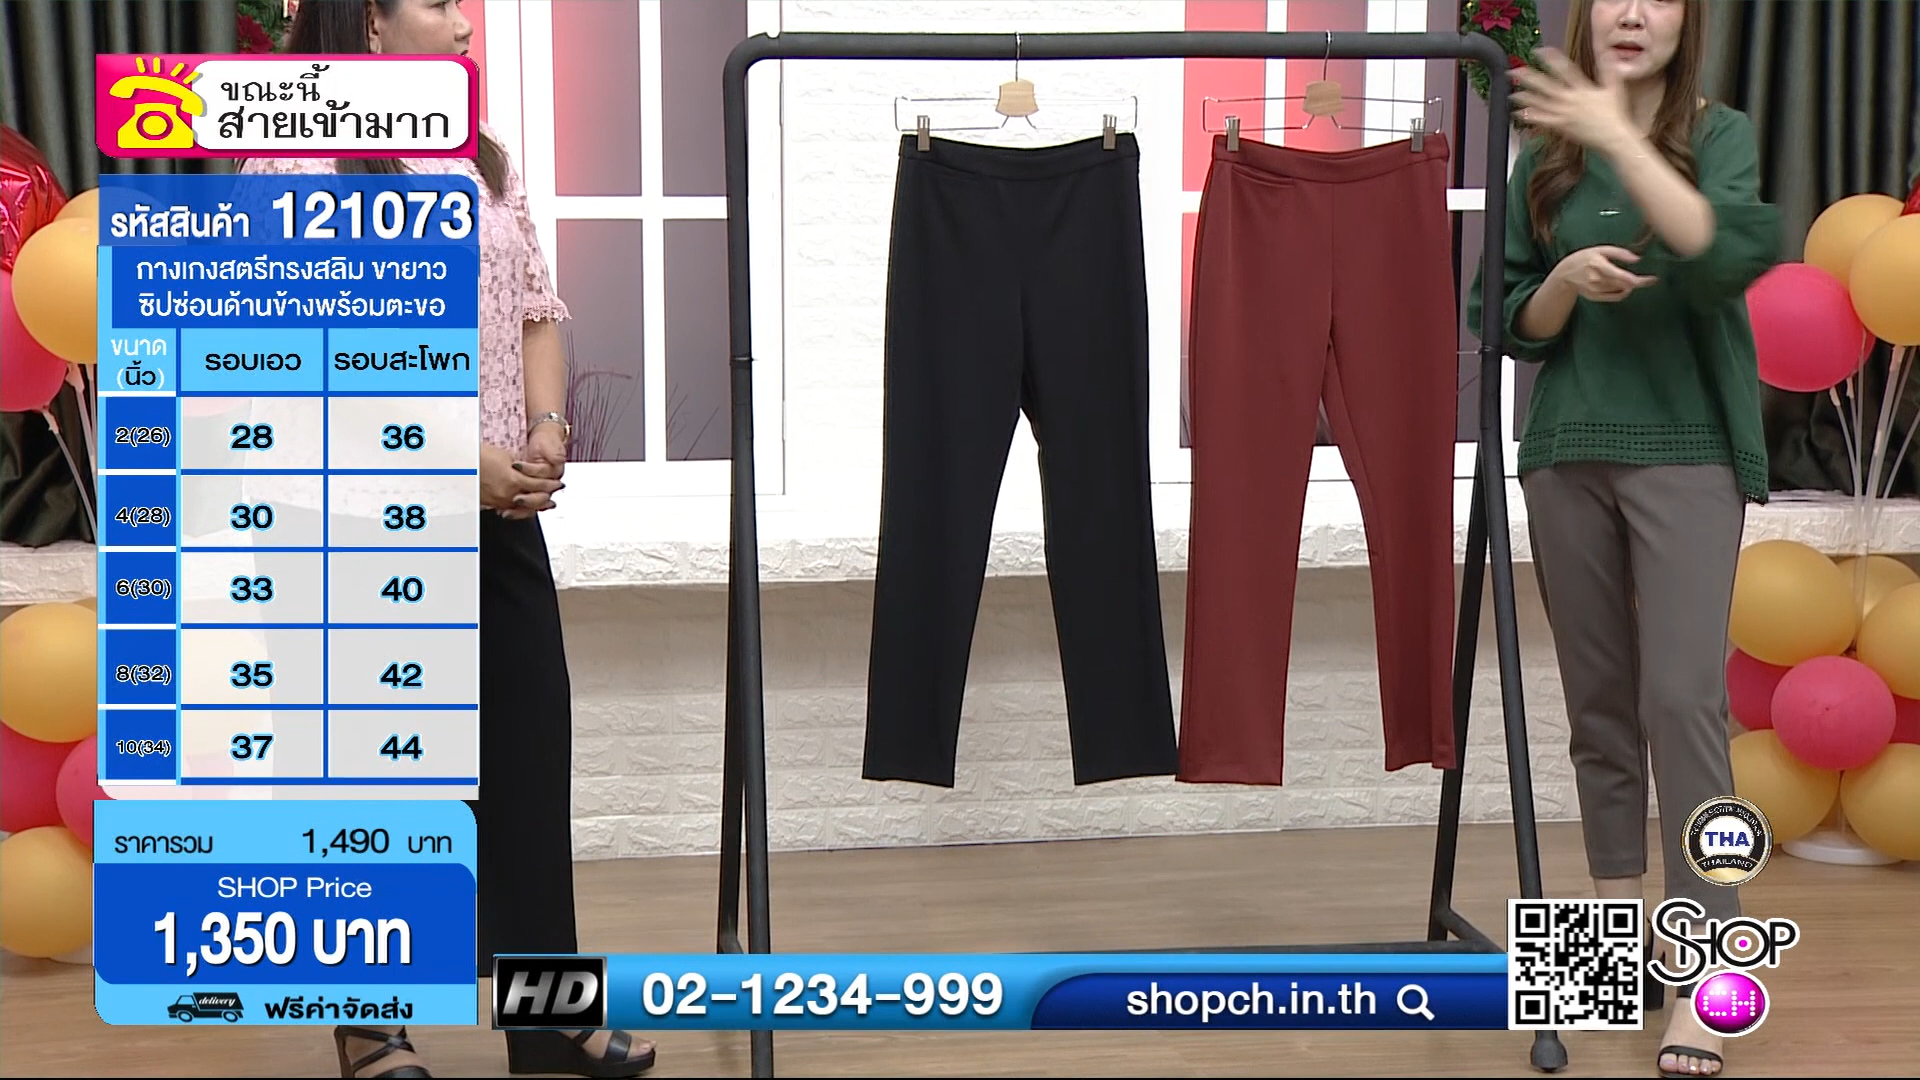 ขณะนี้
สายเข้ามาก
รหัสสินค้า 121073
กางเกงสตรีทรงสลิม ขายาว
ซิปซ่อนด้านข้างพร้อมตะขอ
ขนาด (นิ้ว) รอบเอว รอบสะโพก
2(26) 28 36
4(28) 30 38
6(30) 33 40
8(32) 35 42
10(34) 37 44
ราคารวม 1,490 บาท
SHOP Price
1,350 บาท
delivery ฟรีค่าจัดส่ง
HD 02-1234-999 shopch.in.th
THA
THAILAND
SHOP
CH